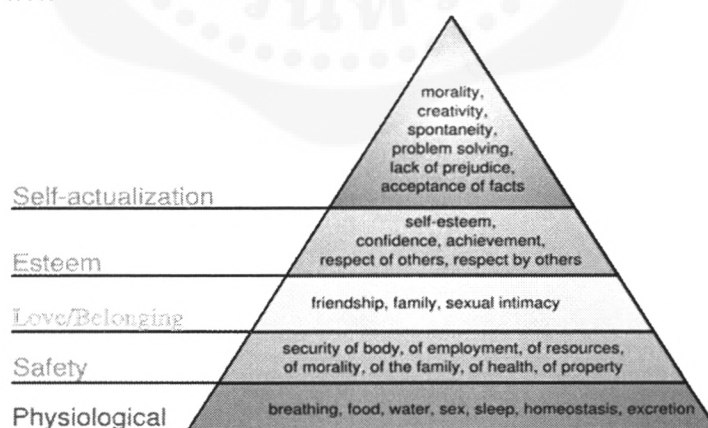 morality,
creativity,
spontaneity,
problem solving,
lack of prejudice,
acceptance of facts
Self-actualization
self-esteem,
confidence, achievement,
respect of others, respect by others
Esteem
friendship, family, sexual intimacy
Love/Belonging
security of body, of employment, of resources,
of morality, of the family, of health, of property
Safety
breathing, food, water, sex, sleep, homeostasis, excretion
Physiological